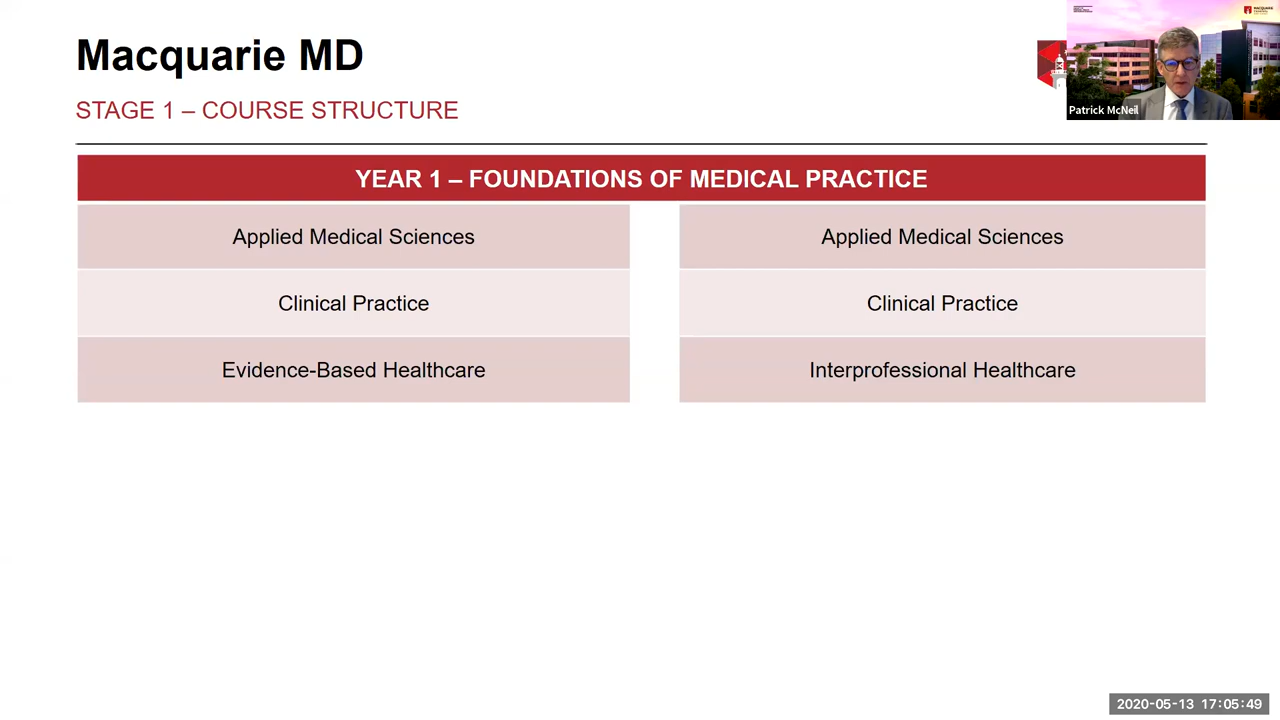 Macquarie MD
STAGE 1 – COURSE STRUCTURE
MACQUARIE
Patrick McNeil
YEAR 1 – FOUNDATIONS OF MEDICAL PRACTICE
Applied Medical Sciences
Applied Medical Sciences
Clinical Practice
Clinical Practice
Evidence-Based Healthcare
Interprofessional Healthcare
2020-05-13 17:05:49